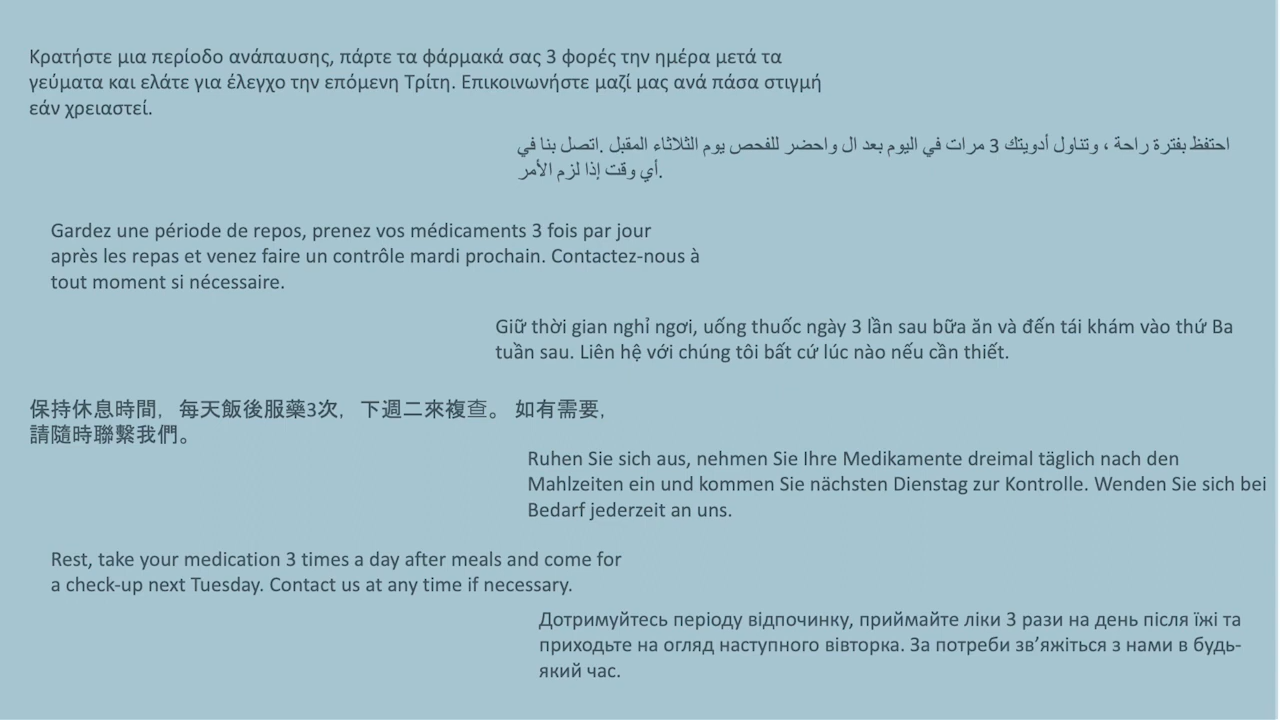 Κρατήστε μια περίοδο ανάπαυσης, πάρτε τα φάρμακά σας 3 φορές την ημέρα μετά τα
γεύματα και ελάτε για έλεγχο την επόμενη Τρίτη. Επικοινωνήστε μαζί μας ανά πάσα στιγμή
εάν χρειαστεί.
احتفظ بفترة راحة ، وتناول أدويتك 3 مرات في اليوم بعد ال واحضر للفحص يوم الثلاثاء المقبل .اتصل بنا في
أي وقت إذا لزم الأمر.
Gardez une période de repos, prenez vos médicaments 3 fois par jour
après les repas et venez faire un contrôle mardi prochain. Contactez-nous à
tout moment si nécessaire.
Giữ thời gian nghỉ ngơi, uống thuốc ngày 3 lần sau bữa ăn và đến tái khám vào thứ Ba
tuần sau. Liên hệ với chúng tôi bất cứ lúc nào nếu cần thiết.
保持休息時間，每天飯後服藥3次，下週二來複查。 如有需要，
請隨時聯繫我們。
Ruhen Sie sich aus, nehmen Sie Ihre Medikamente dreimal täglich nach den
Mahlzeiten ein und kommen Sie nächsten Dienstag zur Kontrolle. Wenden Sie sich bei
Bedarf jederzeit an uns.
Rest, take your medication 3 times a day after meals and come for
a check-up next Tuesday. Contact us at any time if necessary.
Дотримуйтесь періоду відпочинку, приймайте ліки 3 рази на день після їжі та
приходьте на огляд наступного вівторка. За потреби зв’яжіться з нами в будь-
який час.